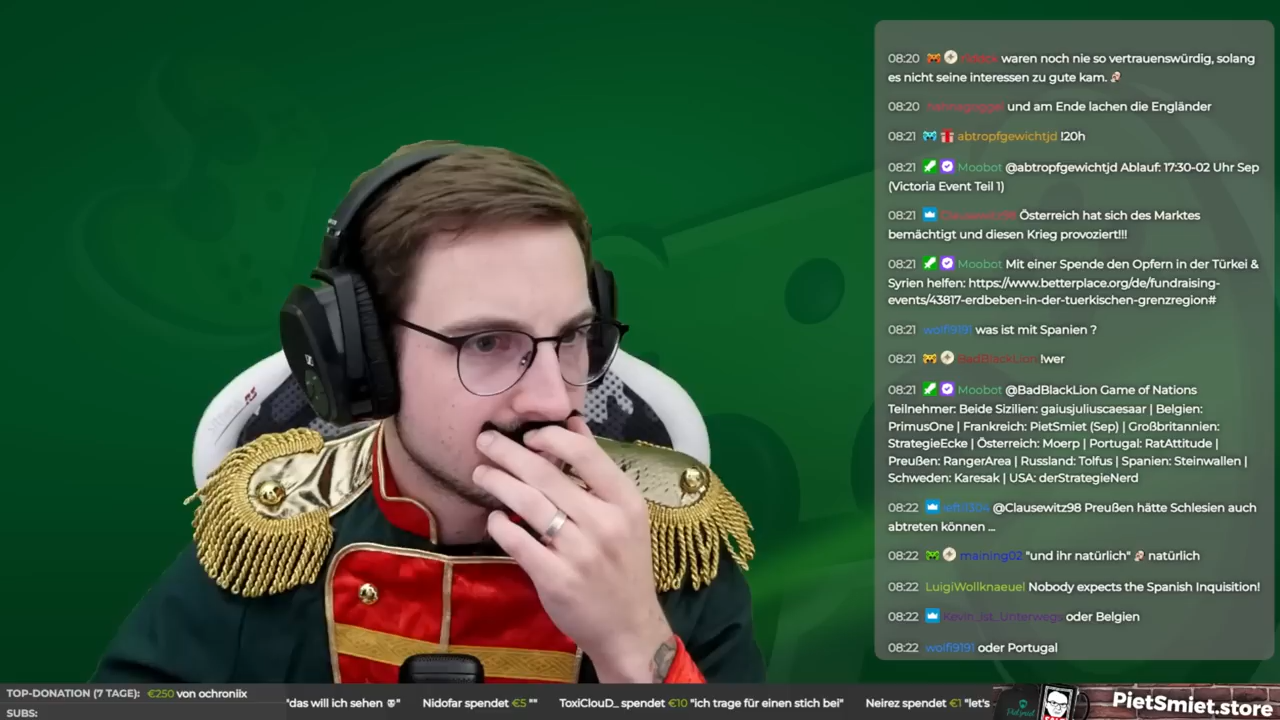 08:20 waren noch nie so vertrauenswürdig, solang
es nicht seine interessen zu gute kam.
08:20 und am Ende lachen die Engländer
08:21 abtropfgewichtjd !20h
08:21 Moobot @abtropfgewichtjd Ablauf: 17:30-02 Uhr Sep
(Victoria Event Teil 1)
08:21 Clausewitz98 Österreich hat sich des Marktes
bemächtigt und diesen Krieg provoziert!!!
08:21 Moobot Mit einer Spende den Opfern in der Türkei &
Syrien helfen: https://www.betterplace.org/de/fundraising-
events/43817-erdbeben-in-der-tuerkischen-grenzregion#
08:21 wolfi9191 was ist mit Spanien ?
08:21 BadBlackLion !wer
08:21 Moobot @BadBlackLion Game of Nations
Teilnehmer: Beide Sizilien: gaiusjuliuscaesaar | Belgien:
PrimusOne | Frankreich: PietSmiet (Sep) | Großbritannien:
StrategieEcke | Österreich: Moerp | Portugal: RatAttitude |
Preußen: RangerArea | Russland: Tolfus | Spanien: Steinwallen |
Schweden: Karesak | USA: derStrategieNerd
08:22 @Clausewitz98 Preußen hätte Schlesien auch
abtreten können ...
08:22 maining02 "und ihr natürlich" natürlich
08:22 LuigiWollknaeuel Nobody expects the Spanish Inquisition!
08:22 Kevin_ist_Unterwegs oder Belgien
08:22 wolfi9191 oder Portugal
TOP-DONATION (7 TAGE): €250 von ochroniix
SUBS:
"das will ich sehen " Nidofar spendet €5 "" ToxiClouD_ spendet €10 "ich trage für einen stich bei" Neirez spendet €1 "let's
PietSmiet.store